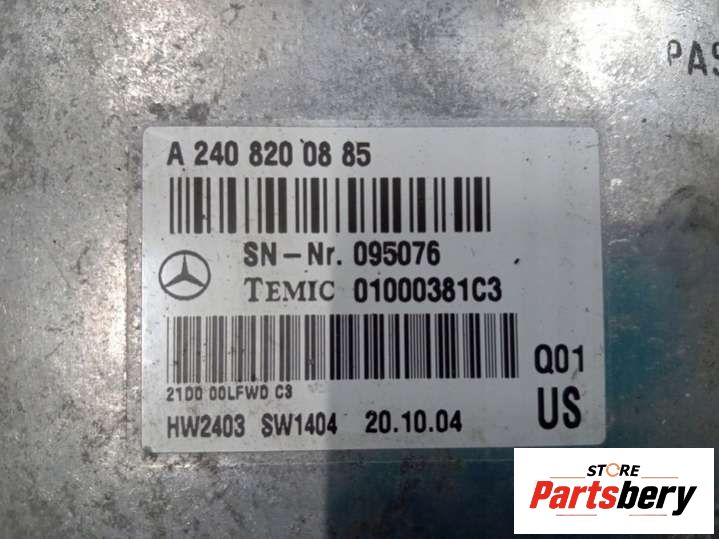 PAS
A 240 820 08 85
SN-Nr. 095076
TEMIC 01000381C3
Q01
21DD 00LFWD C3
US
HW2403 SW1404 20.10.04
STORE
Partsbery